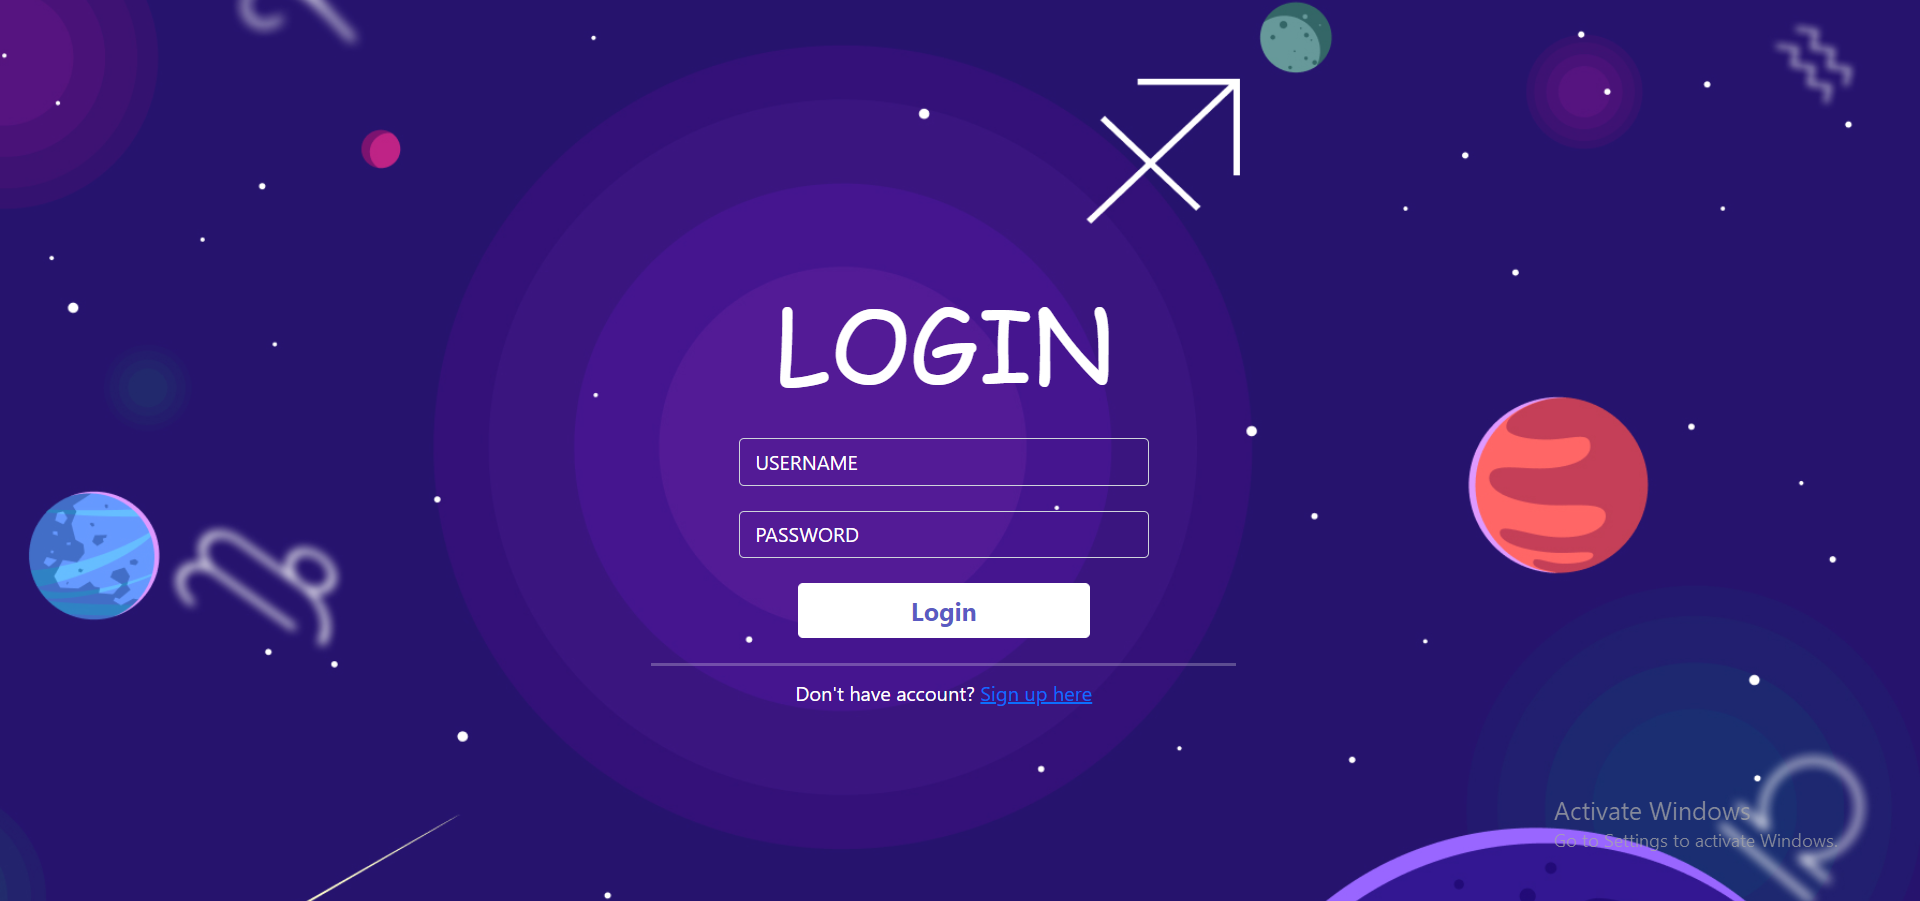 LOGIN
USERNAME
PASSWORD
Login
Don't have account? Sign up here
Activate Windows
Go to Settings to activate Windows.